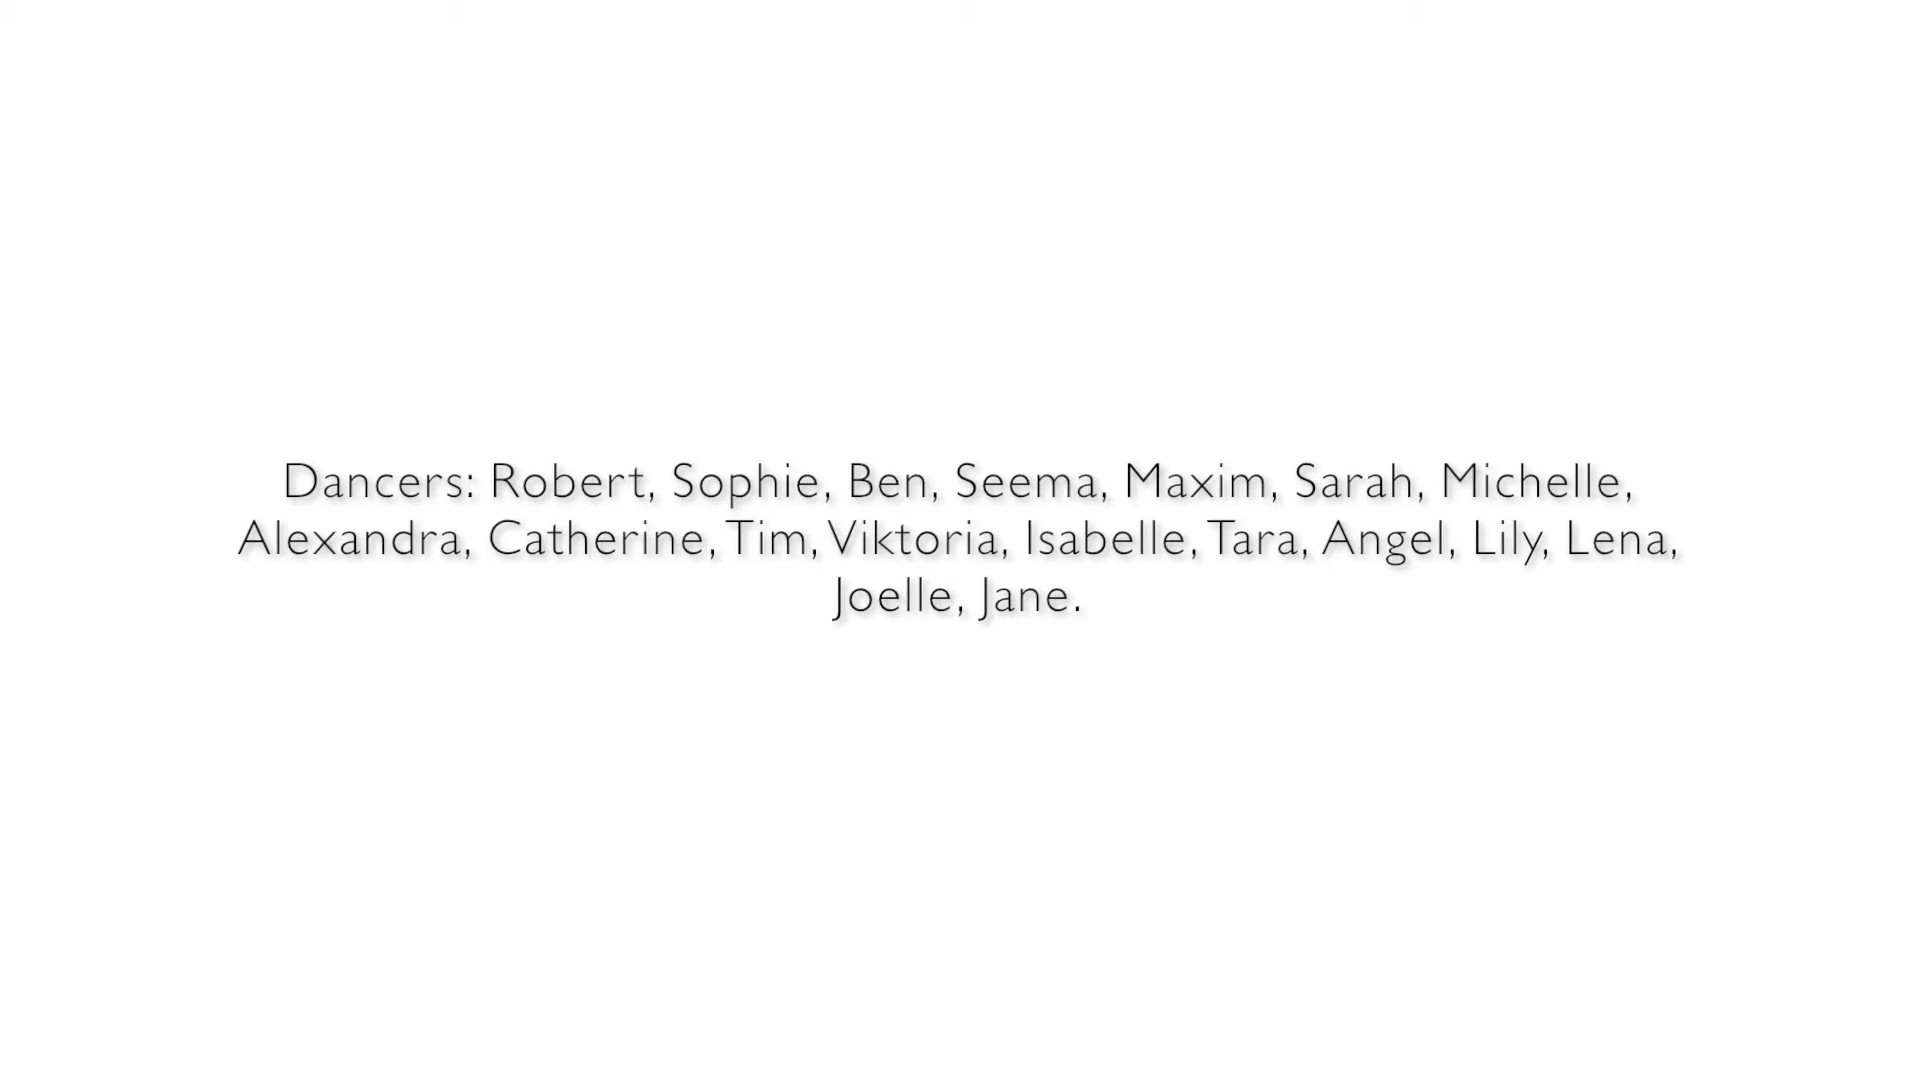 Dancers: Robert, Sophie, Ben, Seema, Maxim, Sarah, Michelle,
Alexandra, Catherine, Tim, Viktoria, Isabelle, Tara, Angel, Lily, Lena,
Joelle, Jane.